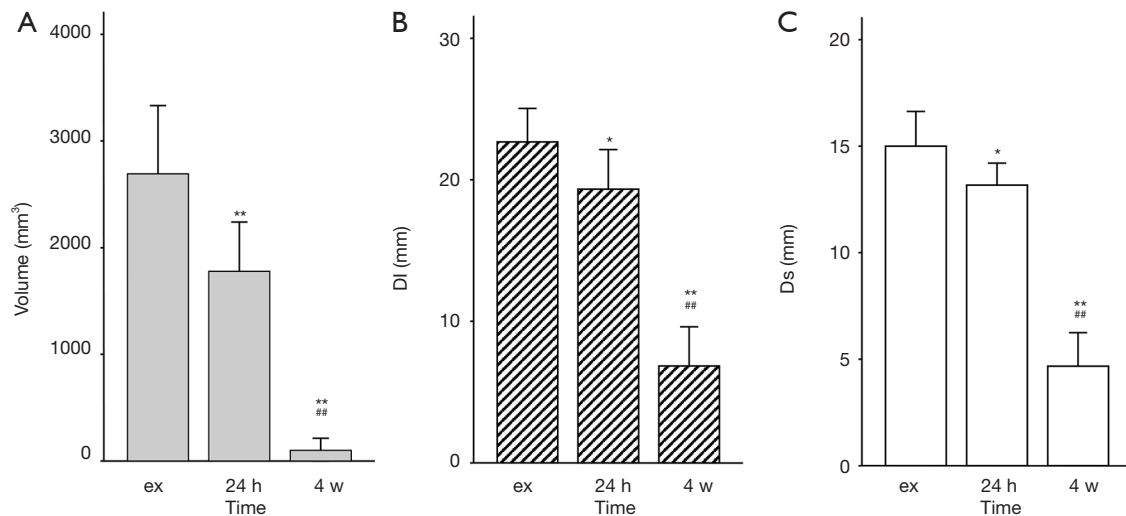 A
Volume (mm³)
4000
3000
2000
1000
0
**
**
##
ex
24 h
4 w
Time
B
Dl (mm)
30
20
10
0
*
**
##
ex
24 h
4 w
Time
C
Ds (mm)
20
15
10
5
0
*
**
##
ex
24 h
4 w
Time